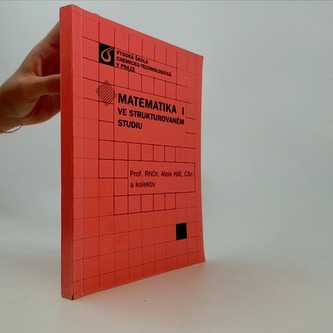 VYSOKÁ ŠKOLA
CHEMICKO-TECHNOLOGICKÁ
V PRAZE
MATEMATIKA I
VE STRUKTUROVANÉM
STUDIU
Prof. RNDr. Alois Klíč, CSc.
a kolektiv